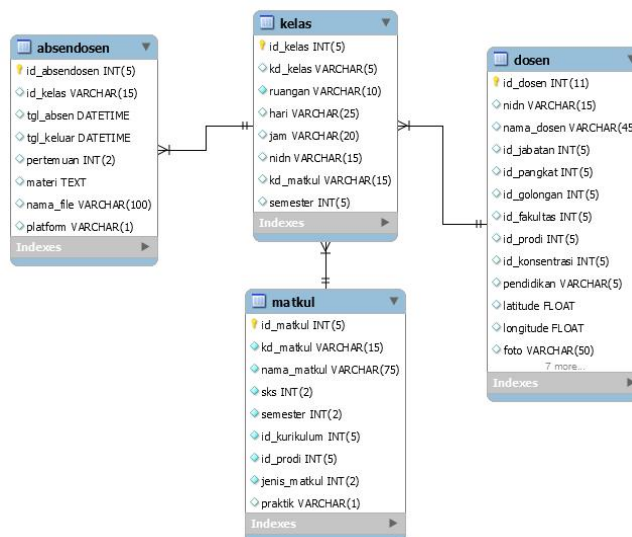 absendosen
id_absendosen INT(5)
id_kelas VARCHAR(15)
tgl_absen DATETIME
tgl_keluar DATETIME
pertemuan INT(2)
materi TEXT
nama_file VARCHAR(100)
platform VARCHAR(1)
Indexes
kelas
id_kelas INT(5)
kd_kelas VARCHAR(5)
ruangan VARCHAR(10)
hari VARCHAR(25)
jam VARCHAR(20)
nidn VARCHAR(15)
kd_matkul VARCHAR(15)
semester INT(5)
Indexes
matkul
id_matkul INT(5)
kd_matkul VARCHAR(15)
nama_matkul VARCHAR(75)
sks INT(2)
semester INT(2)
id_kurikulum INT(5)
id_prodi INT(5)
jenis_matkul INT(2)
praktik VARCHAR(1)
Indexes
dosen
id_dosen INT(11)
nidn VARCHAR(15)
nama_dosen VARCHAR(45
id_jabatan INT(5)
id_pangkat INT(5)
id_golongan INT(5)
id_fakultas INT(5)
id_prodi INT(5)
id_konsentrasi INT(5)
pendidikan VARCHAR(5)
latitude FLOAT
longitude FLOAT
foto VARCHAR(50)
7 more...
Indexes